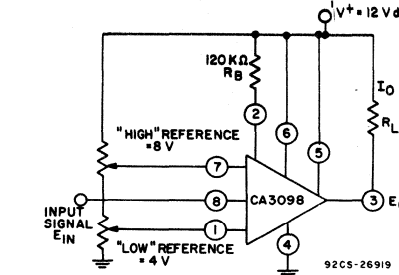 V+ = 12 Vd
120 KΩ
RB
IO
RL
2
6
5
"HIGH" REFERENCE
=8 V
7
8
CA3098
3
INPUT
SIGNAL
EIN
1
"LOW" REFERENCE
= 4 V
4
92CS-26919